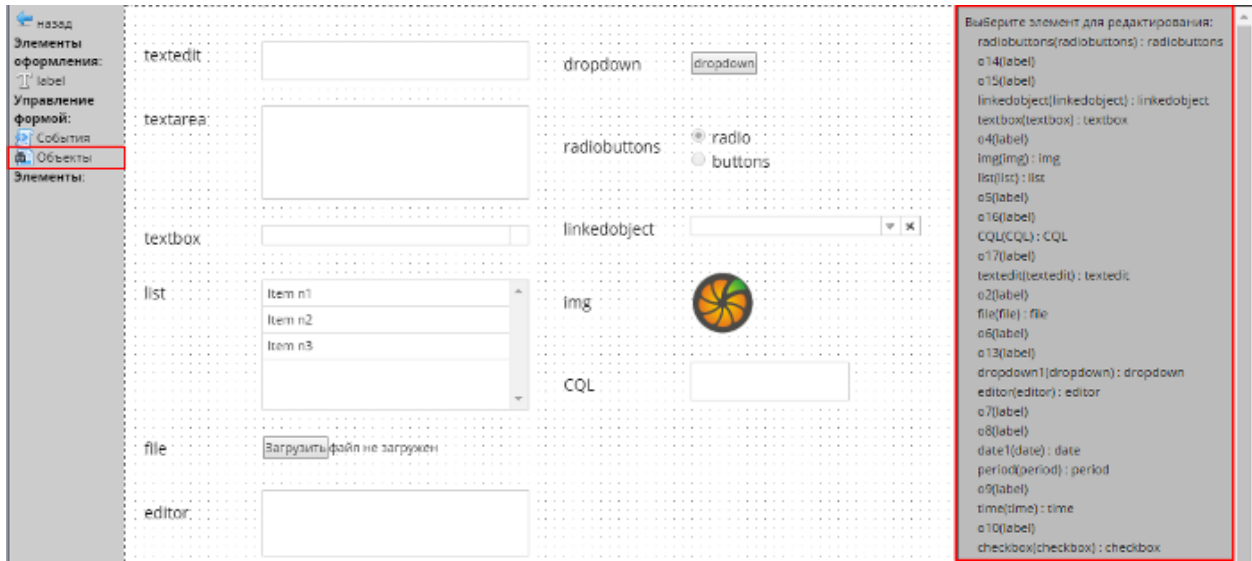 назад
Элементы
оформления:
label
Управление
формой:
События
Объекты
Элементы:
textedit
textarea:
textbox
list
Item n1
Item n2
Item n3
file
Загрузить файл не загружен
editor:
dropdown
dropdown
radiobuttons
radio
buttons
linkedobject
img
CQL
Выберите элемент для редактирования:
radiobuttons(radiobuttons) : radiobuttons
o14(label)
o15(label)
linkedobject(linkedobject) : linkedobject
textbox(textbox) : textbox
o4(label)
img(img) : img
list(list) : list
o5(label)
o16(label)
CQL(CQL) : CQL
o17(label)
textedit(textedit) : textedit
o2(label)
file(file) : file
o6(label)
o13(label)
dropdown1(dropdown) : dropdown
editor(editor) : editor
o7(label)
o8(label)
date1(date) : date
period(period) : period
o9(label)
time(time) : time
o10(label)
checkbox(checkbox) : checkbox